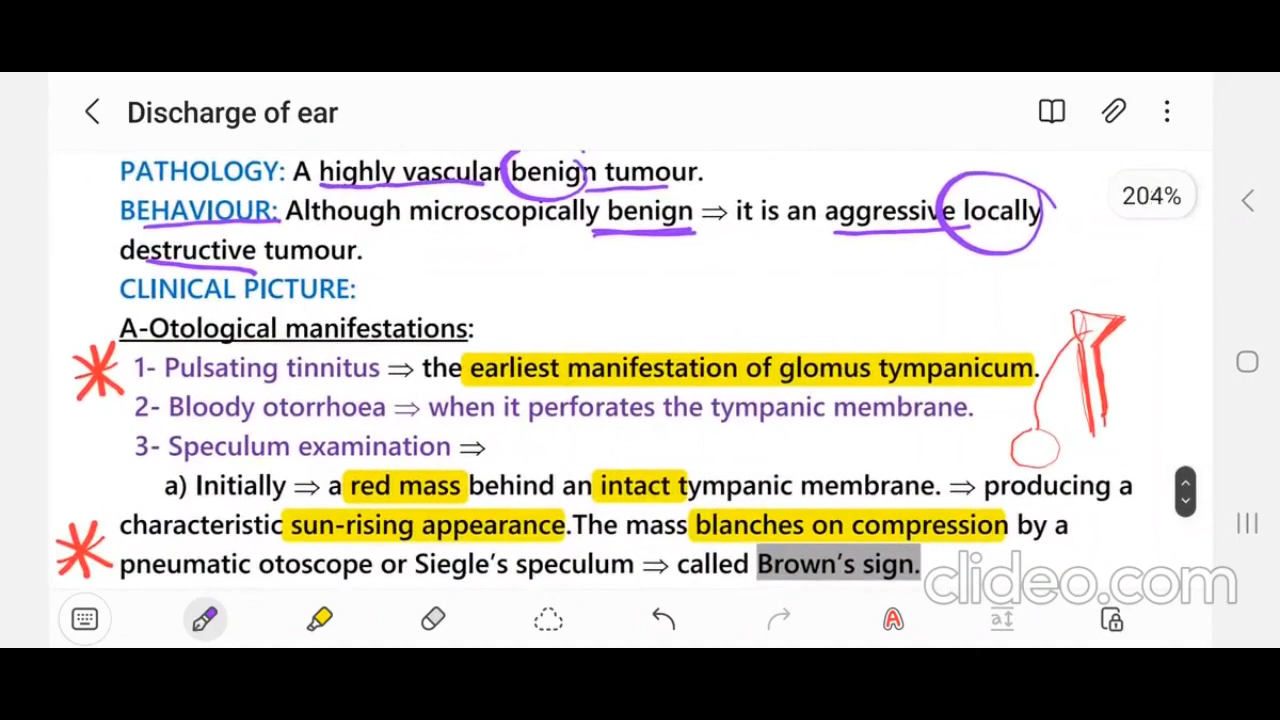 Discharge of ear
PATHOLOGY: A highly vascular benign tumour.
204%
BEHAVIOUR: Although microscopically benign ⇒ it is an aggressive locally
destructive tumour.
CLINICAL PICTURE:
A-Otological manifestations:
1- Pulsating tinnitus ⇒ the earliest manifestation of glomus tympanicum.
2- Bloody otorrhoea ⇒ when it perforates the tympanic membrane.
3- Speculum examination ⇒
a) Initially ⇒ a red mass behind an intact tympanic membrane. ⇒ producing a
characteristic sun-rising appearance.The mass blanches on compression by a
pneumatic otoscope or Siegle's speculum ⇒ called Brown's sign.
clideo.com
A
a